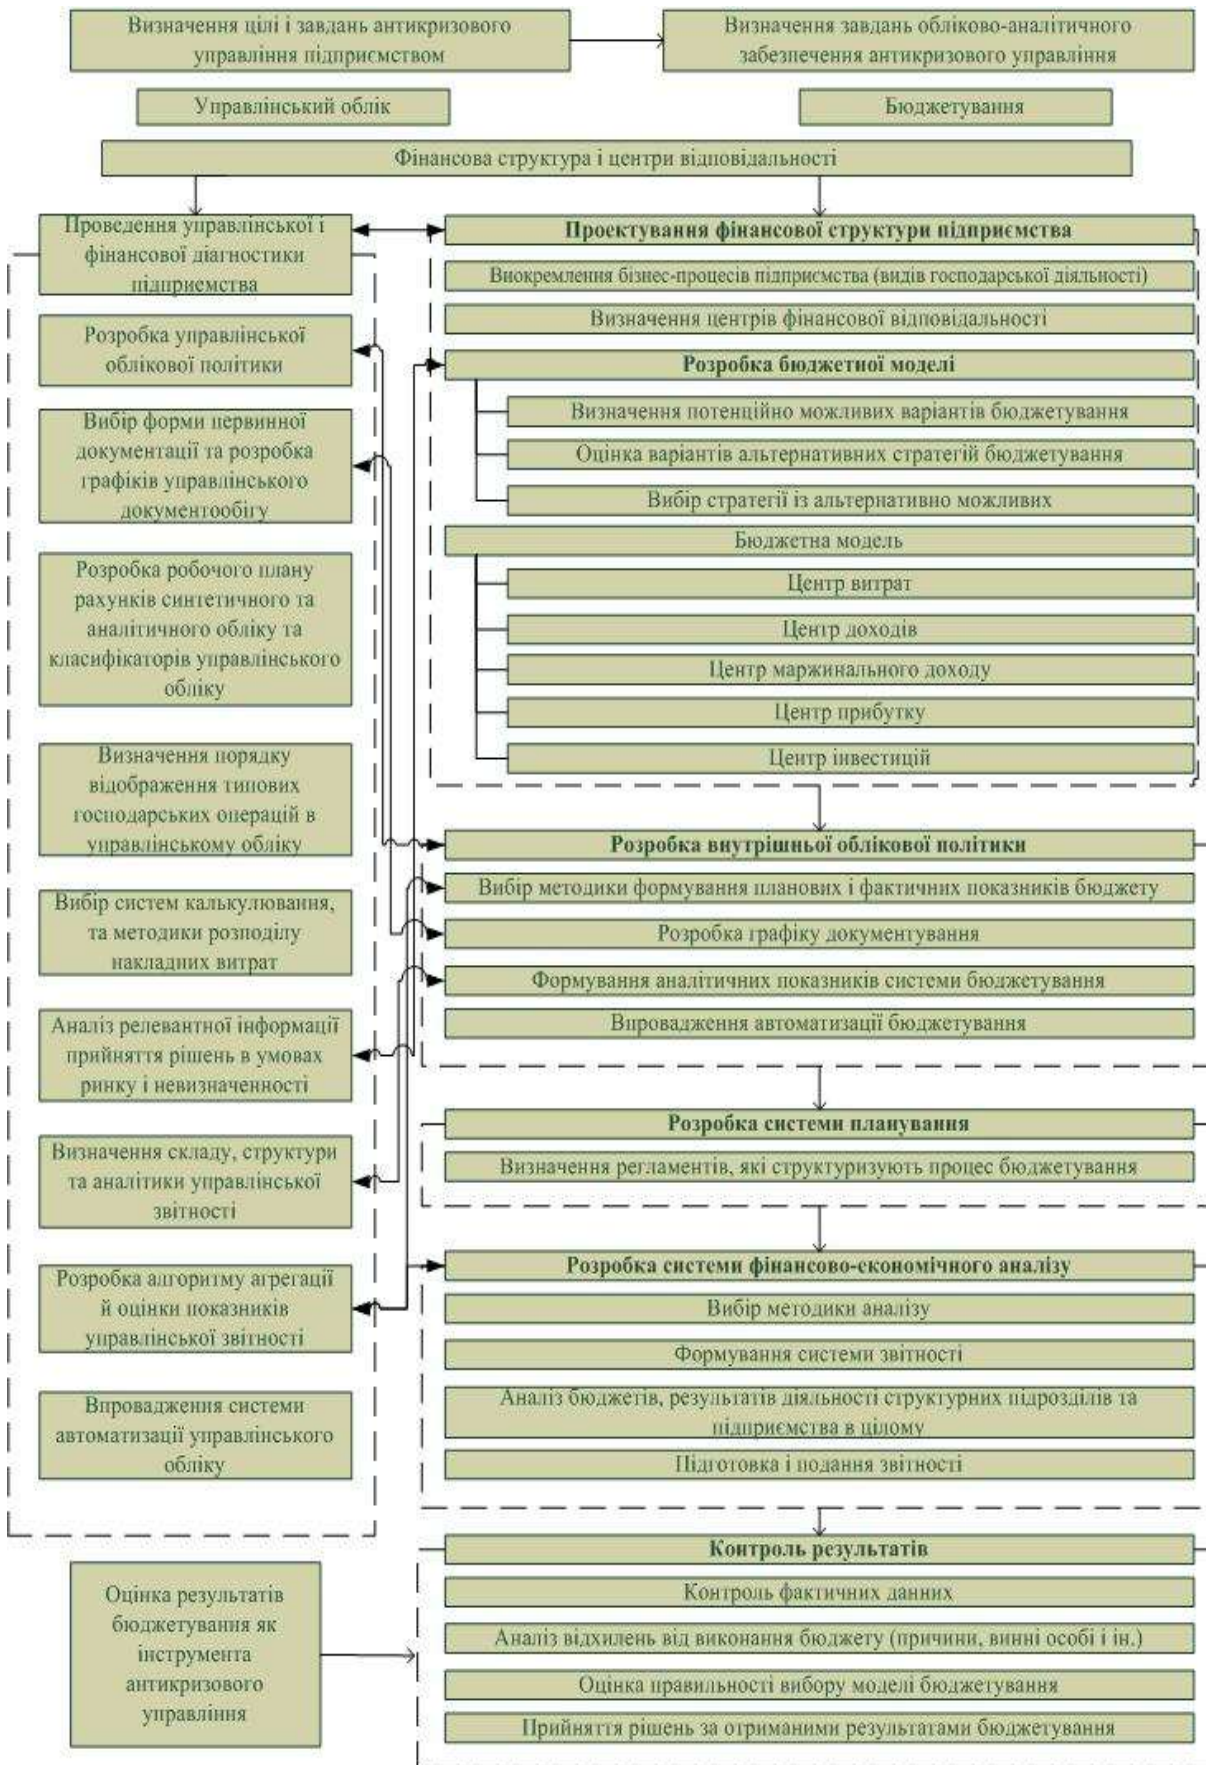 Визначення цілі і завдань антикризового
управління підприємством
Визначення завдань обліково-аналітичного
забезпечення антикризового управління
Управлінський облік
Бюджетування
Фінансова структура і центри відповідальності
Проведення управлінської і
фінансової діагностики
підприємства
Розробка управлінської
облікової політики
Вибір форми первинної
документації та розробка
графіків управлінського
документообігу
Розробка робочого плану
рахунків синтетичного та
аналітичного обліку та
класифікаторів управлінського
обліку
Визначення порядку
відображення типових
господарських операцій в
управлінському обліку
Вибір систем калькулювання,
та методики розподілу
накладних витрат
Аналіз релевантної інформації
прийняття рішень в умовах
ринку і невизначенності
Визначення складу, структури
та аналітики управлінської
звітності
Розробка алгоритму агрегації
й оцінки показників
управлінської звітності
Впровадження системи
автоматизації управлінського
обліку
Проектування фінансової структури підприємства
Виокремлення бізнес-процесів підприємства (видів господарської діяльності)
Визначення центрів фінансової відповідальності
Розробка бюджетної моделі
Визначення потенційно можливих варіантів бюджетування
Оцінка варіантів альтернативних стратегій бюджетування
Вибір стратегії із альтернативно можливих
Бюджетна модель
Центр витрат
Центр доходів
Центр маржинального доходу
Центр прибутку
Центр інвестицій
Розробка внутрішньої облікової політики
Вибір методики формування планових і фактичних показників бюджету
Розробка графіку документування
Формування аналітичних показників системи бюджетування
Впровадження автоматизації бюджетування
Розробка системи планування
Визначення регламентів, які структуризують процес бюджетування
Розробка системи фінансово-економічного аналізу
Вибір методики аналізу
Формування системи звітності
Аналіз бюджетів, результатів діяльності структурних підрозділів та
підприємства в цілому
Підготовка і подання звітності
Контроль результатів
Контроль фактичних данних
Аналіз відхилень від виконання бюджету (причини, винні особі і ін.)
Оцінка правильності вибору моделі бюджетування
Прийняття рішень за отриманими результатами бюджетування
Оцінка результатів
бюджетування як
інструмента
антикризового
управління